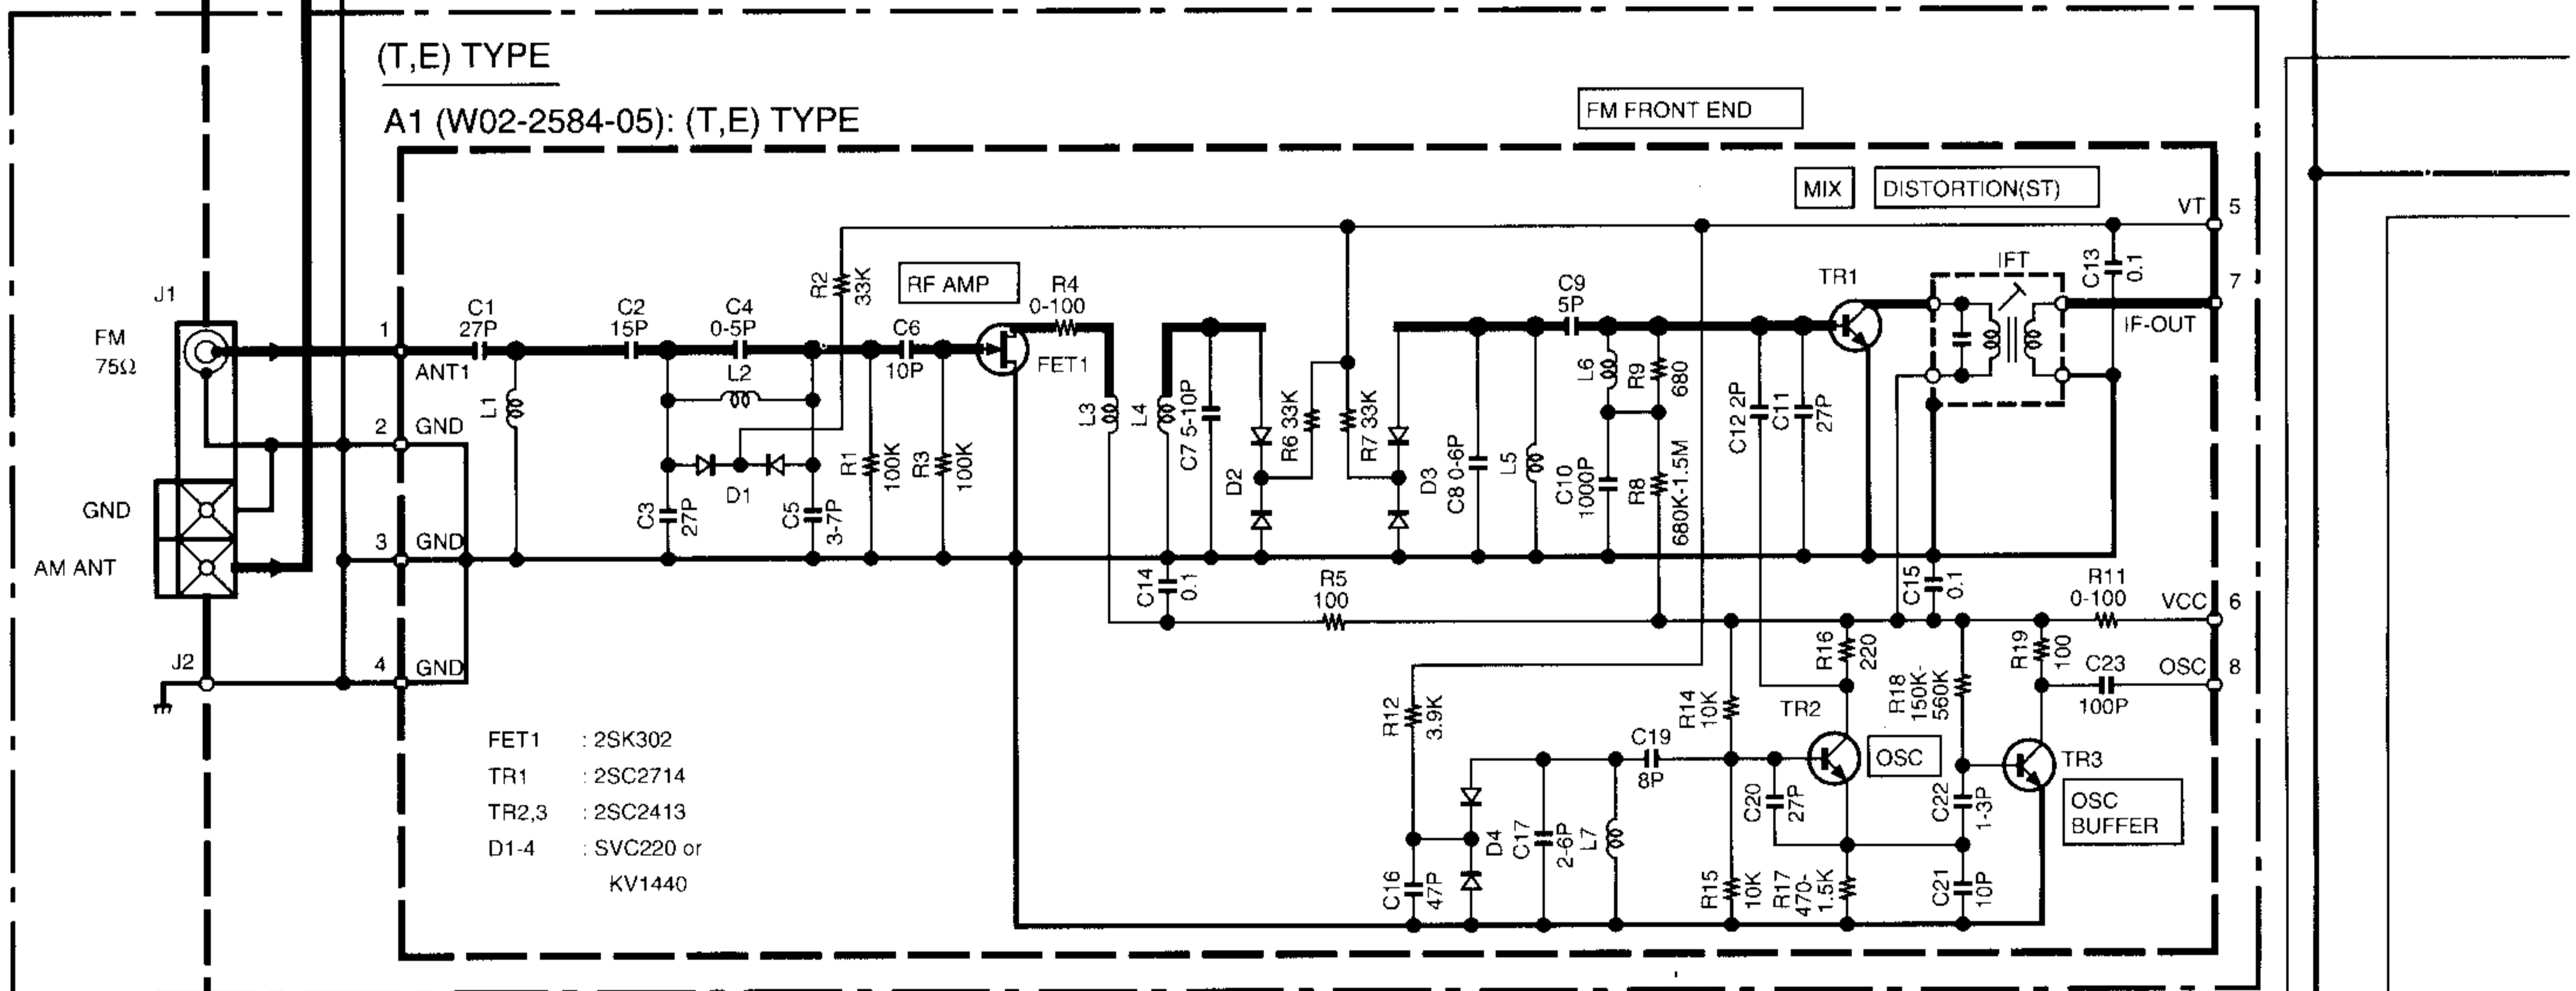 (T,E) TYPE
A1 (W02-2584-05): (T,E) TYPE
FM FRONT END
MIX
DISTORTION(ST)
VT
5
J1
FM
75Ω
1
ANT1
C1
27P
L1
C2
15P
C4
0-5P
L2
R2
33K
RF AMP
C6
10P
FET1
R4
0-100
L3
L4
C7 5-10P
D2
R6 33K
R7 33K
D3
C8 0-6P
L5
C9
5P
L6
R9
680
C10
1000P
R8
680K-1.5M
C12 2P
C11
27P
TR1
IFT
C13
0.1
7
IF-OUT
2
GND
D1
C3
27P
C5
3-7P
R1
100K
R3
100K
GND
3
GND
AM ANT
C14
0.1
R5
100
C15
0.1
R11
0-100
VCC
6
J2
4
GND
R12
3.9K
R14
10K
R16
220
R18
150K-
560K
R19
100
C23
100P
OSC
8
TR2
OSC
TR3
OSC
BUFFER
C19
8P
C20
27P
C22
1-3P
D4
C17
2-6P
L7
C16
47P
R15
10K
R17
470-
1.5K
C21
10P
FET1 : 2SK302
TR1 : 2SC2714
TR2,3 : 2SC2413
D1-4 : SVC220 or
KV1440